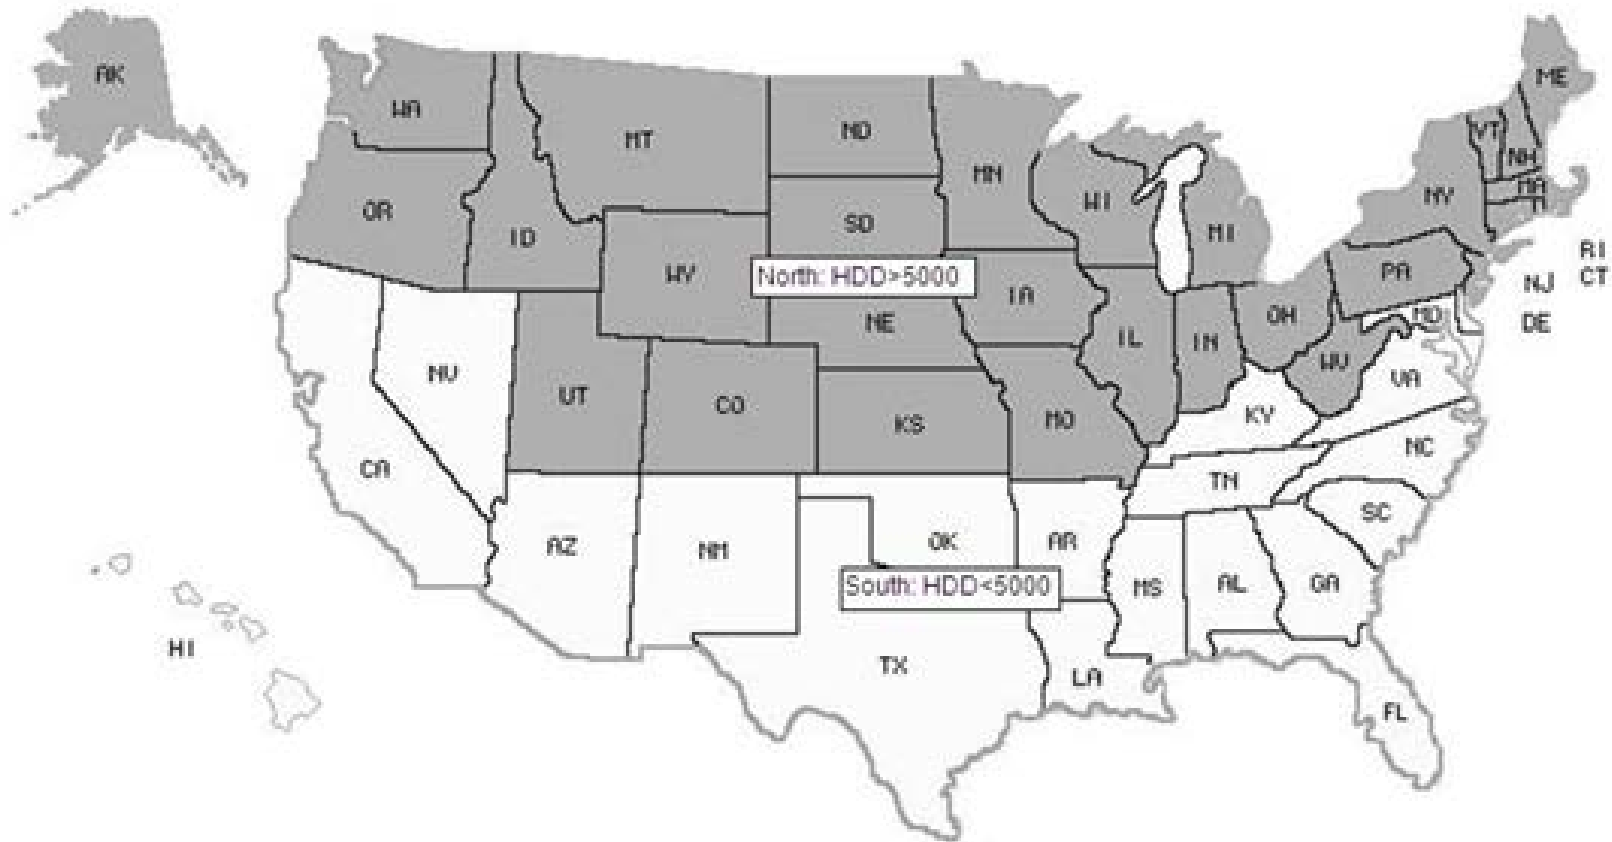 AK
WA
MT
ND
MN
ME
VT
NH
OR
ID
SD
WI
MI
NY
MA
WY
North: HDD>5000
IA
PA
RI
NJ
CT
NE
IL
IN
OH
MD
DE
NV
UT
CO
KS
MO
WV
VA
KY
CA
NC
TN
AZ
NM
OK
AR
SC
South: HDD<5000
MS
AL
GA
HI
TX
LA
FL